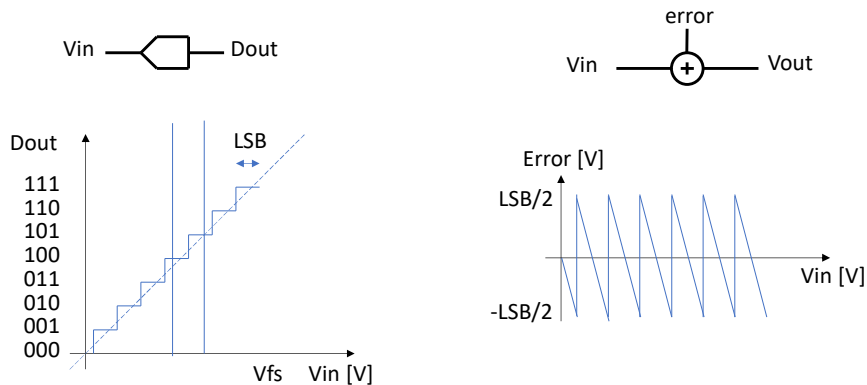 Vin Dout
error
Vin + Vout
Dout
LSB
111
110
101
100
011
010
001
000
Vfs Vin [V]
Error [V]
LSB/2
Vin [V]
-LSB/2